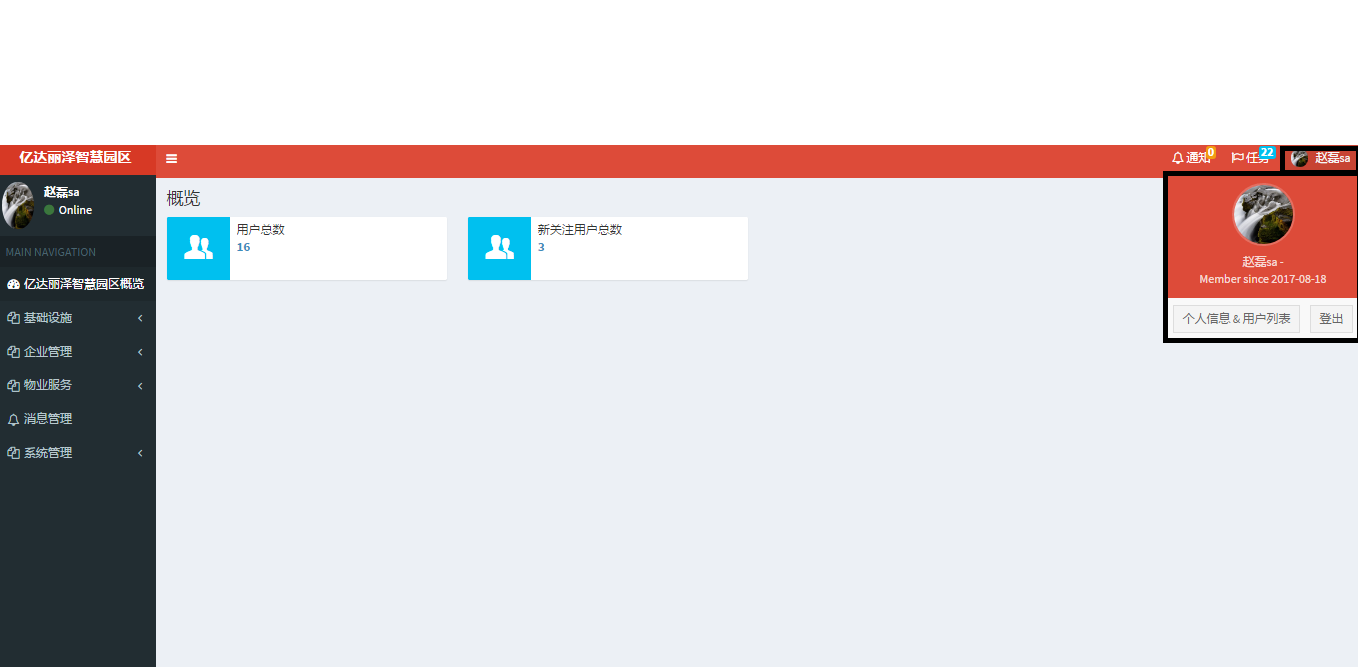 亿达丽泽智慧园区
通知 0
任务 22
赵磊sa
赵磊sa
Online
MAIN NAVIGATION
亿达丽泽智慧园区概览
基础设施
企业管理
物业服务
消息管理
系统管理
概览
用户总数
16
新关注用户总数
3
赵磊sa -
Member since 2017-08-18
个人信息 & 用户列表
登出